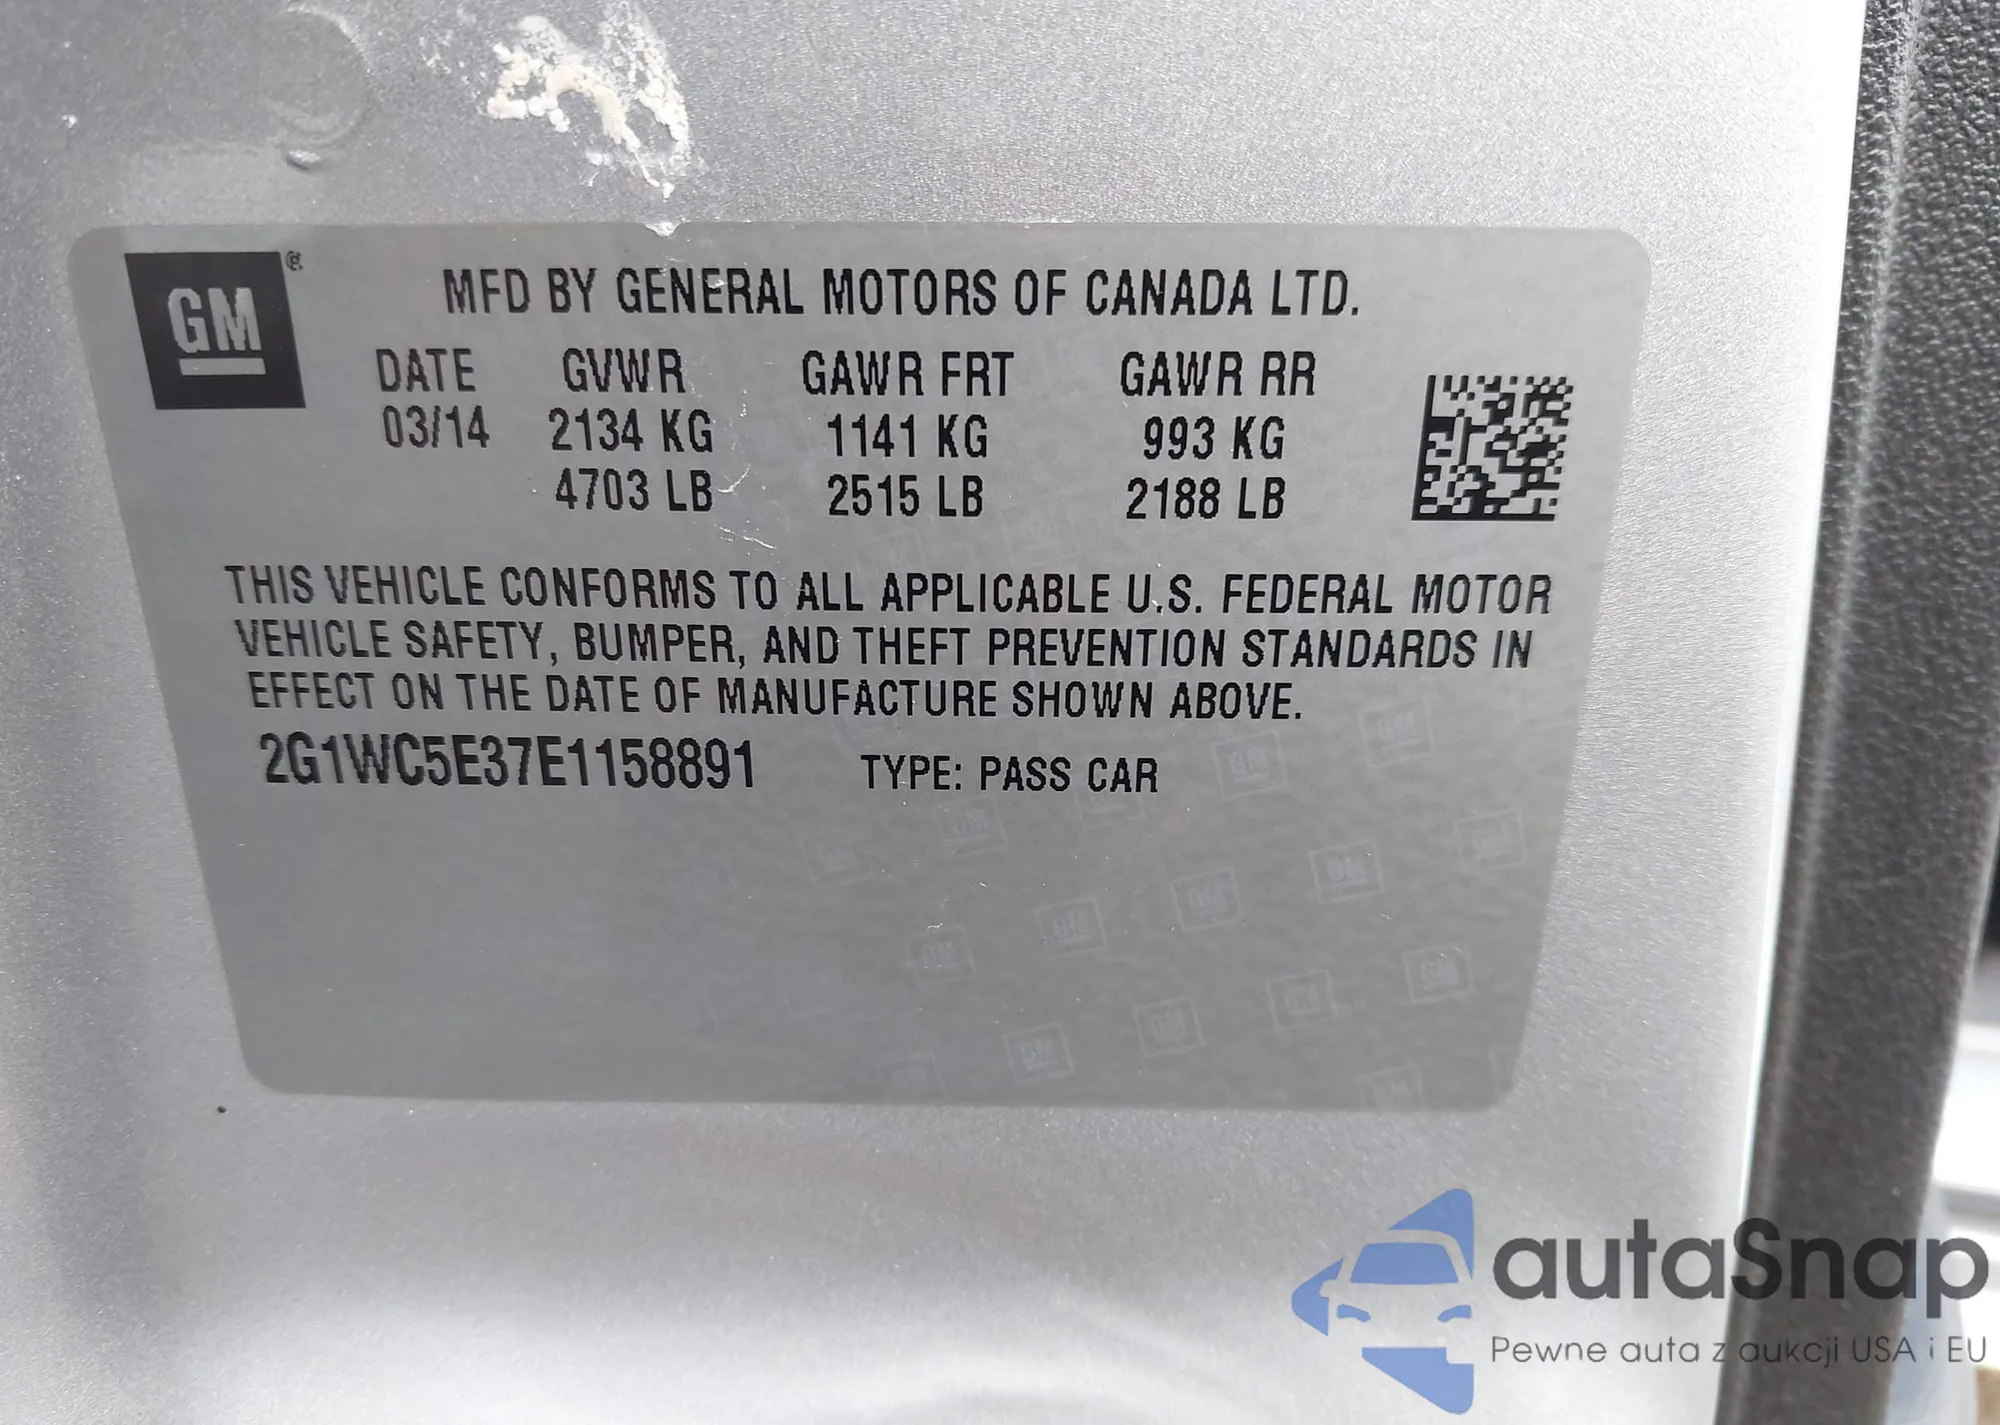 GM ®
MFD BY GENERAL MOTORS OF CANADA LTD.
DATE GVWR GAWR FRT GAWR RR
03/14 2134 KG 1141 KG 993 KG
4703 LB 2515 LB 2188 LB
THIS VEHICLE CONFORMS TO ALL APPLICABLE U.S. FEDERAL MOTOR
VEHICLE SAFETY, BUMPER, AND THEFT PREVENTION STANDARDS IN
EFFECT ON THE DATE OF MANUFACTURE SHOWN ABOVE.
2G1WC5E37E1158891 TYPE: PASS CAR
autaSnap
Pewne auta z aukcji USA i EU